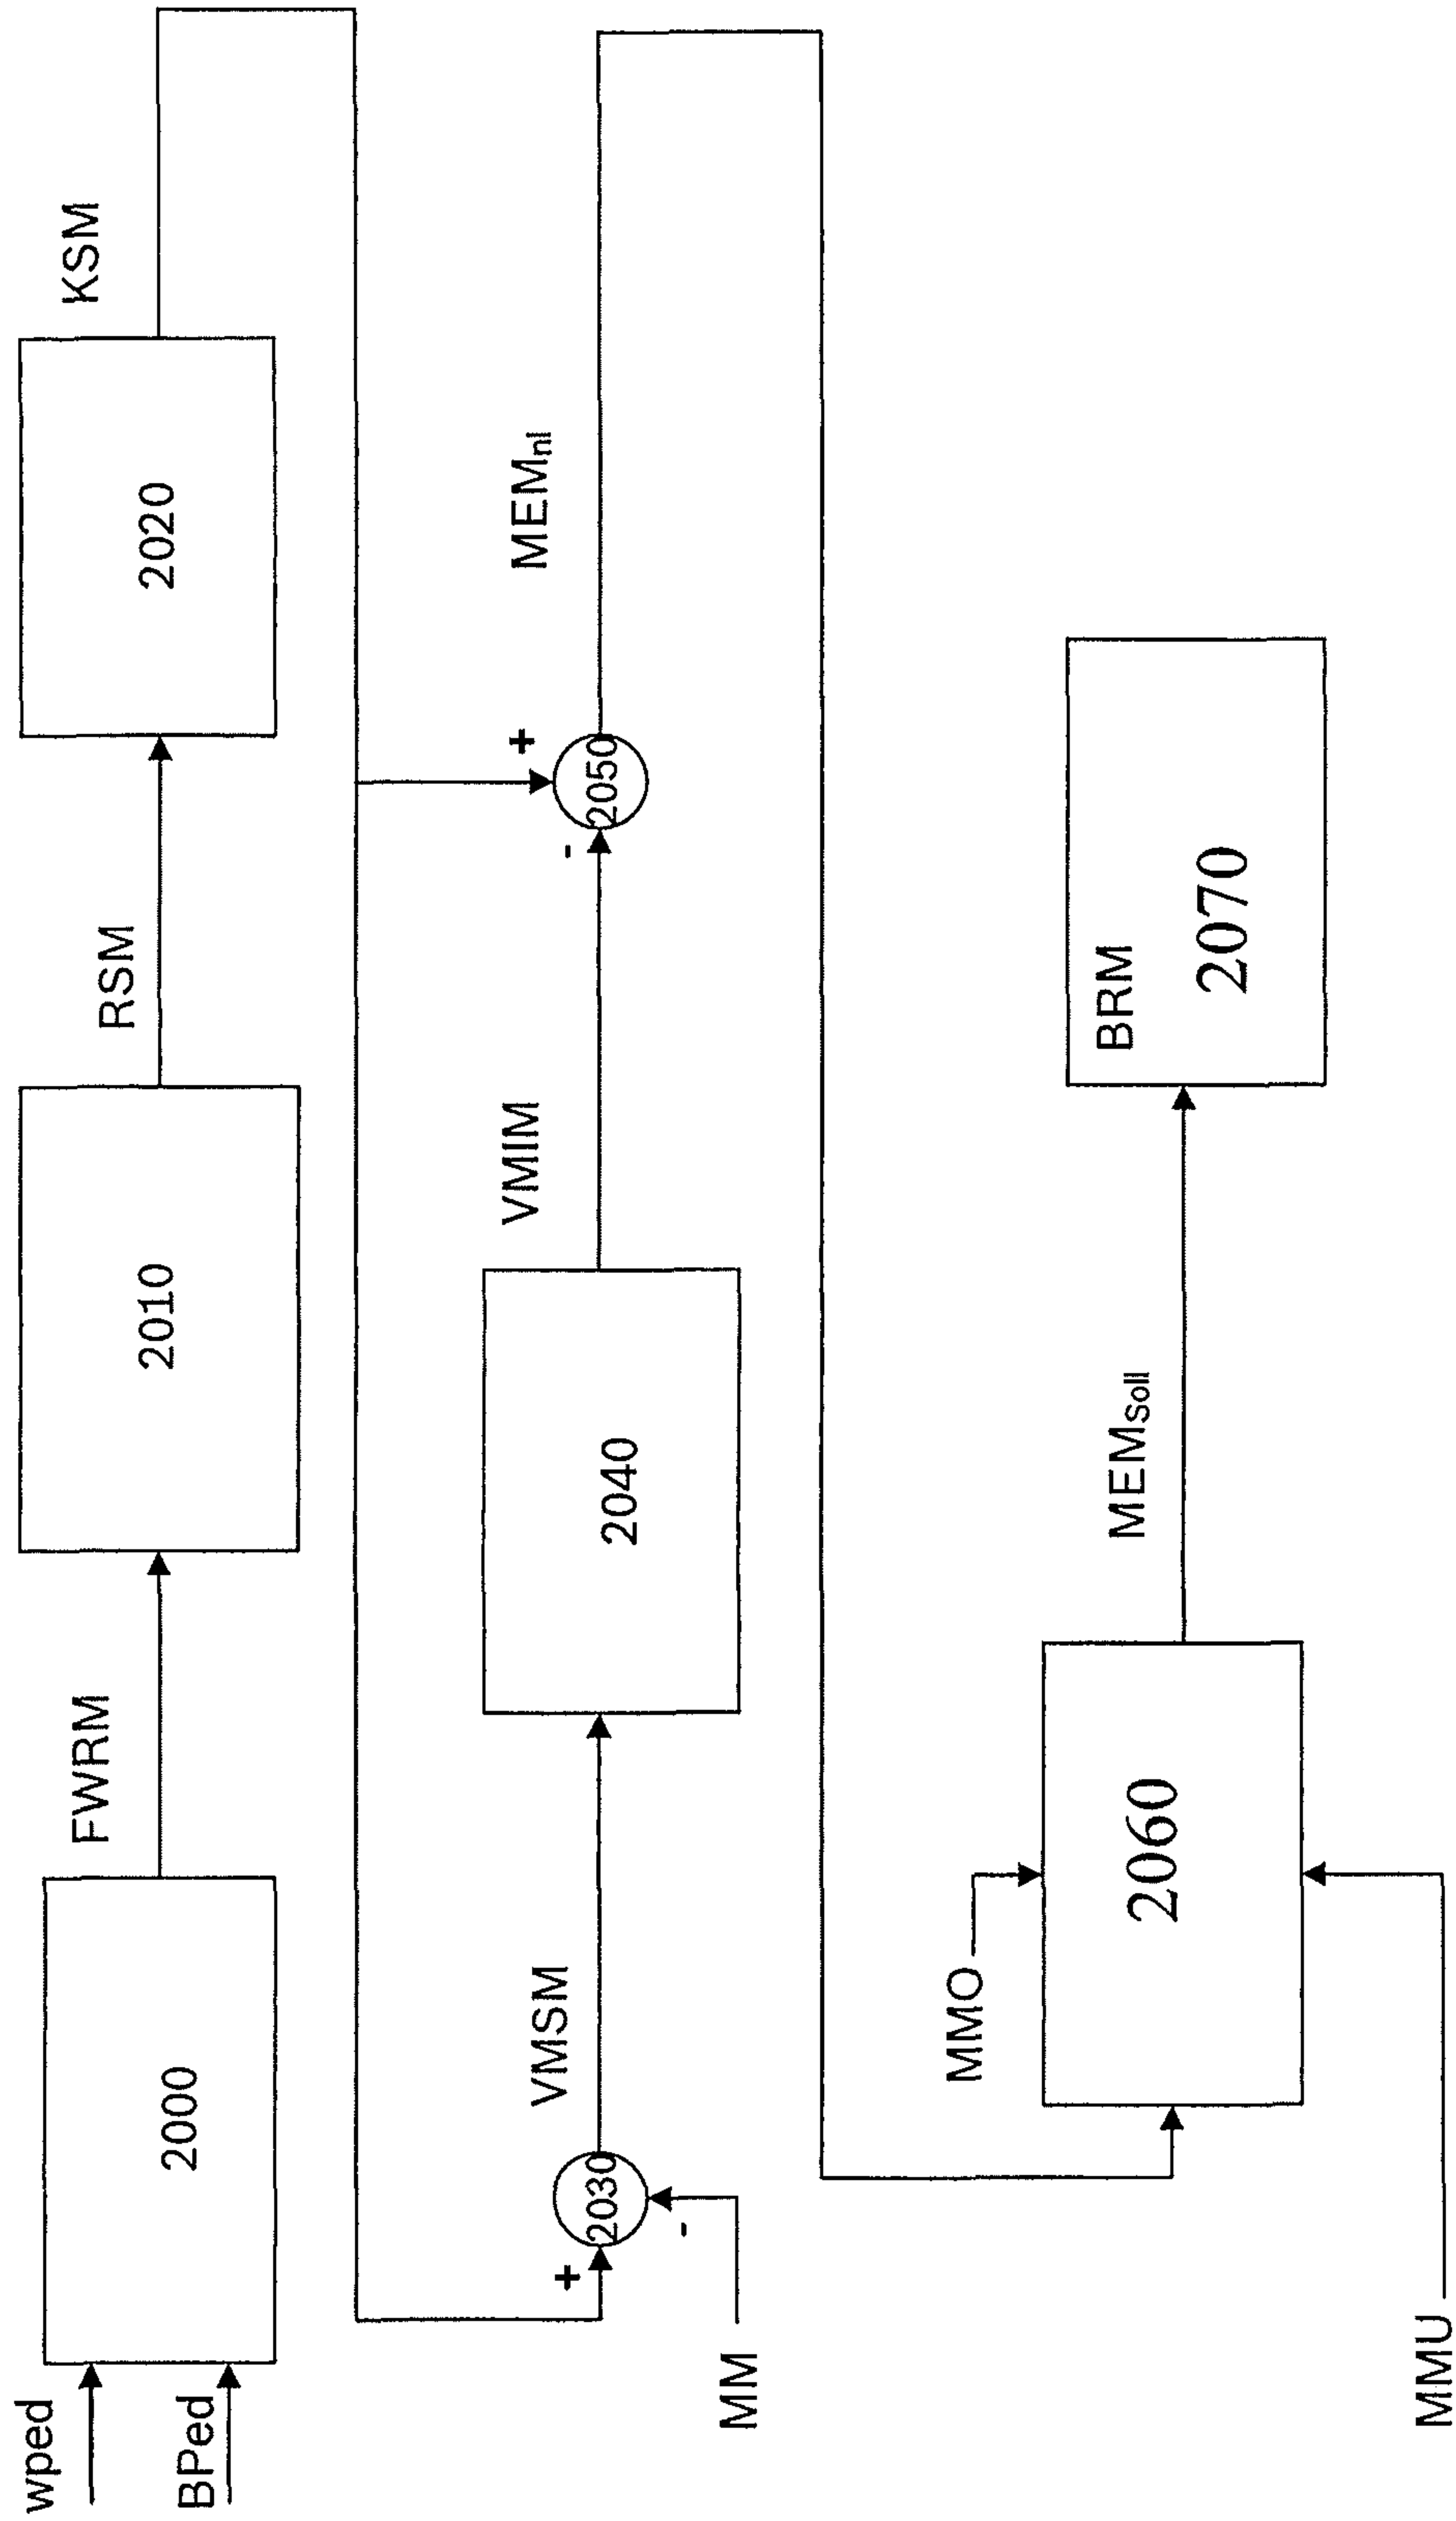 wped
BPed
2000
FWRM
2010
RSM
2020
KSM
+
2030
-
MM
VMSM
2040
VMIM
-
+
2050
MEMnl
MMO
MMU
2060
MEMSoll
BRM
2070